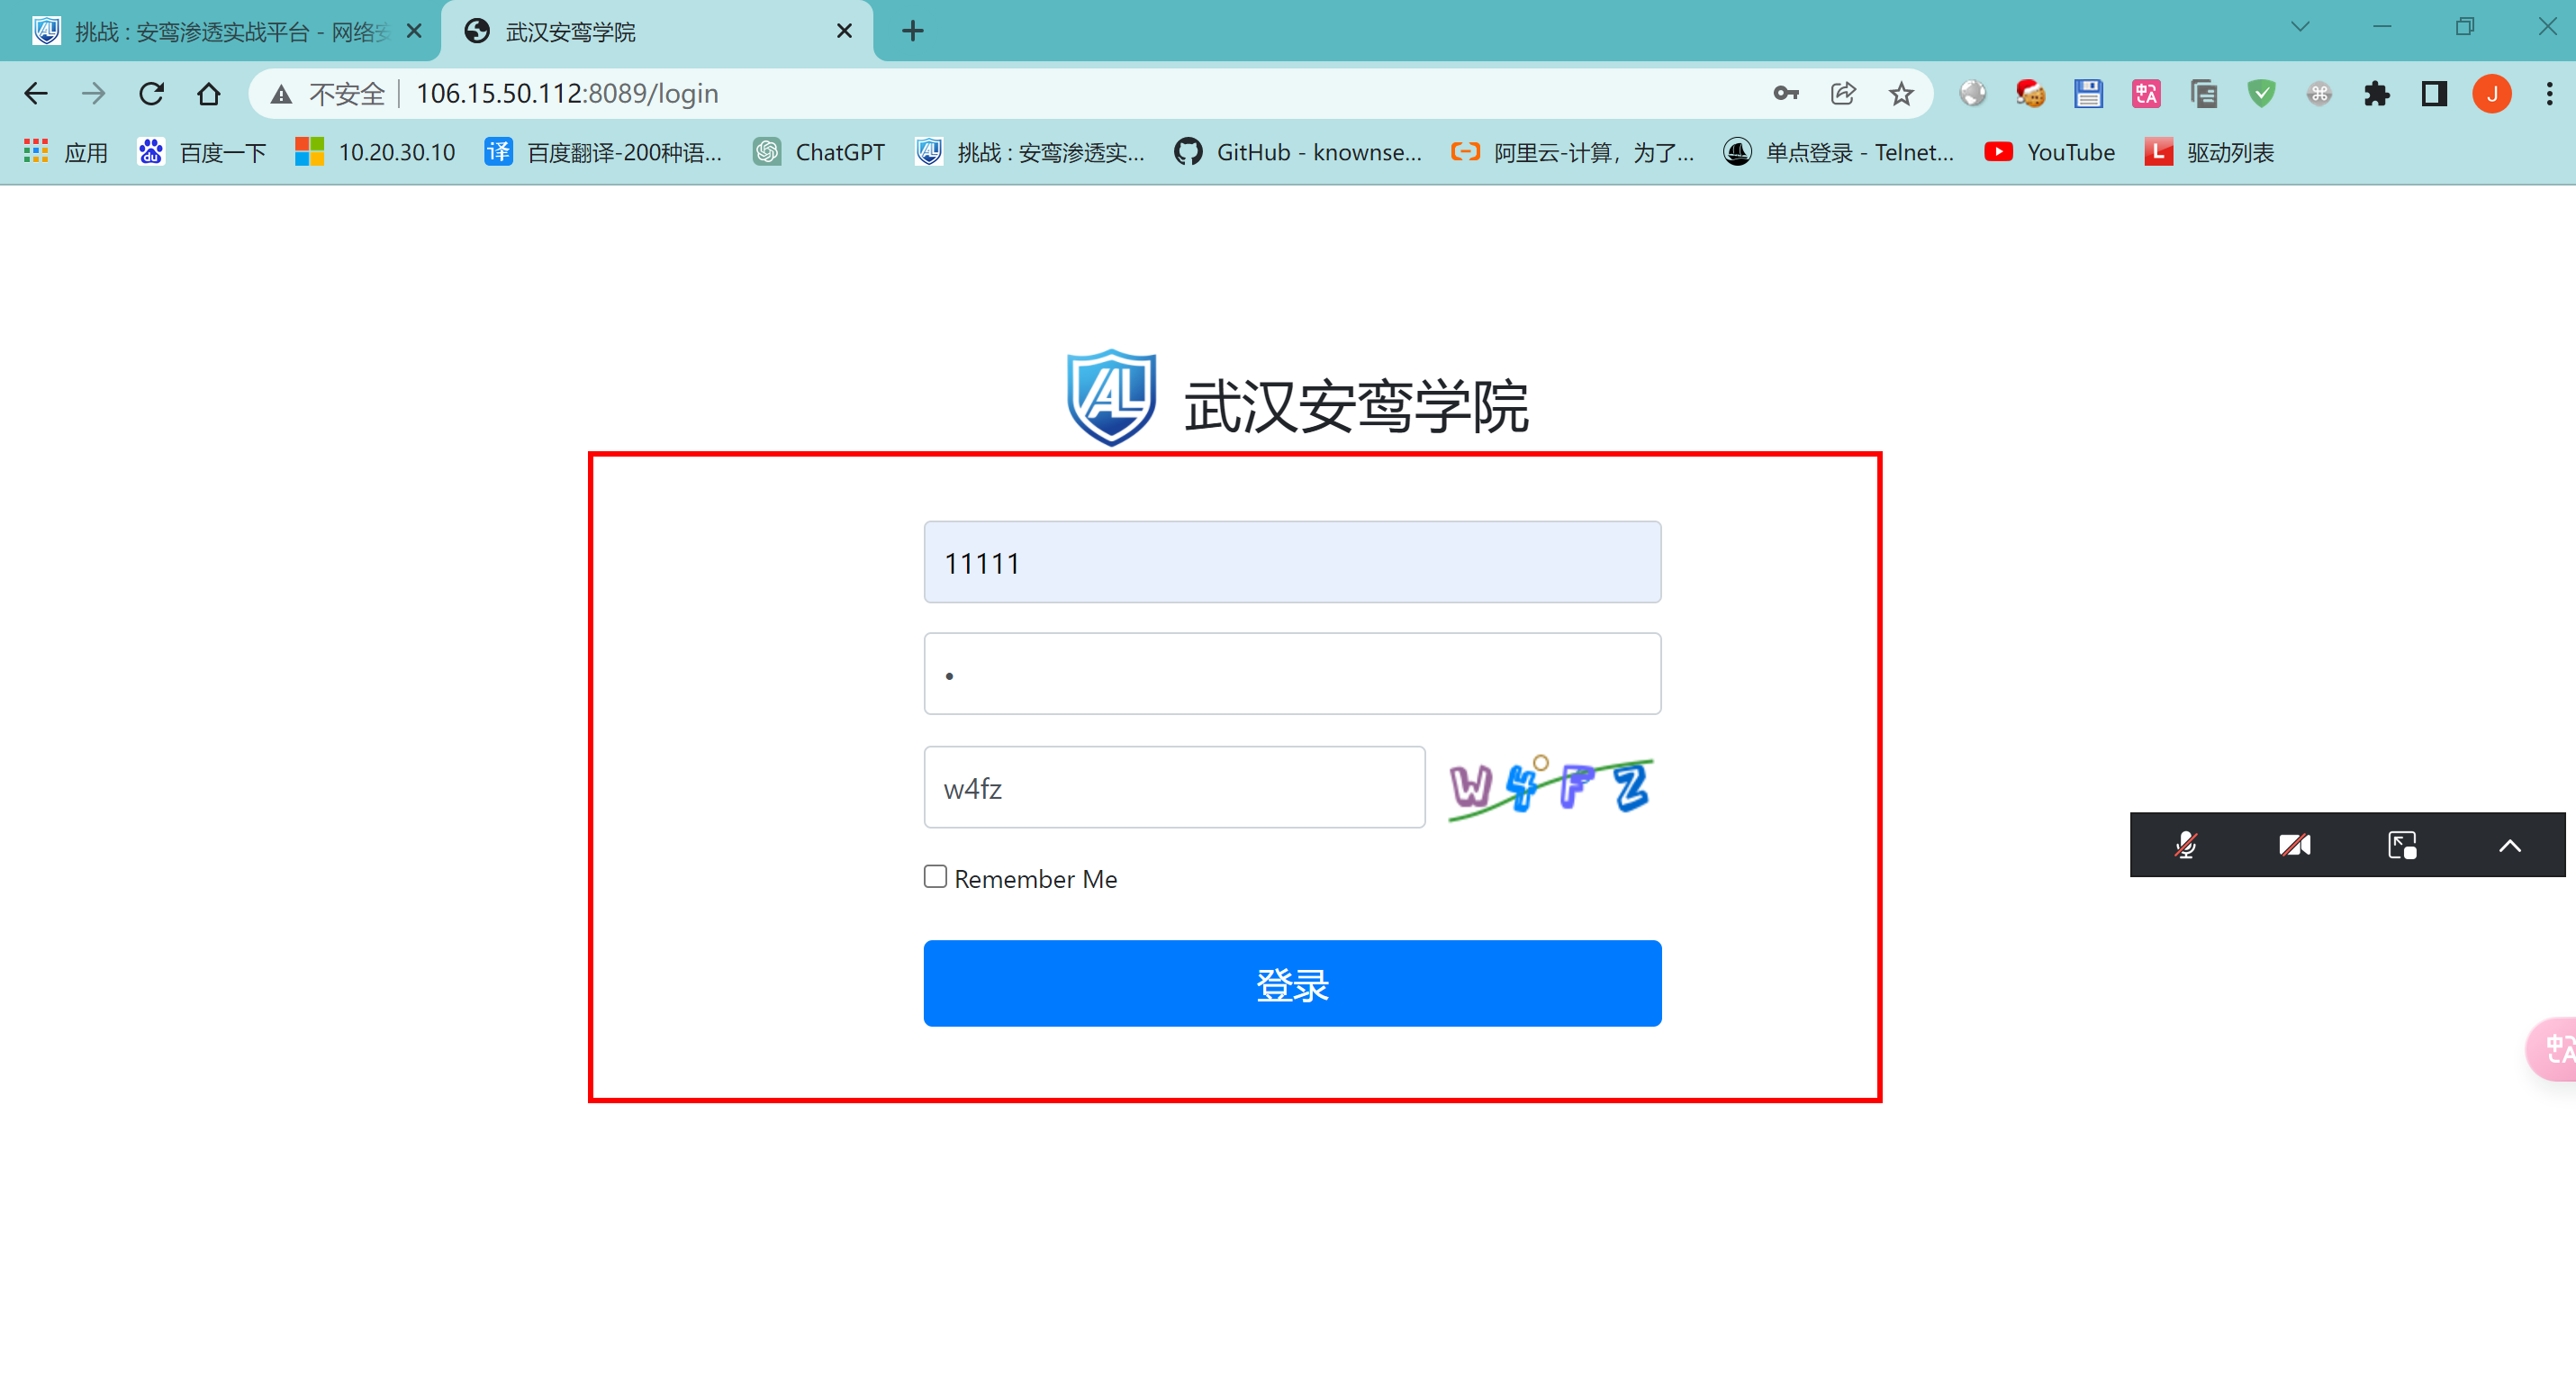 挑战 : 安鸾渗透实战平台 - 网络安
武汉安鸾学院
不安全
106.15.50.112:8089/login
J
应用
百度一下
10.20.30.10
译
百度翻译-200种语...
ChatGPT
挑战 : 安鸾渗透实...
GitHub - knownse...
阿里云-计算，为了...
单点登录 - Telnet...
YouTube
L
驱动列表
AL
武汉安鸾学院
11111
w4fz
W4FZ
Remember Me
登录
中A